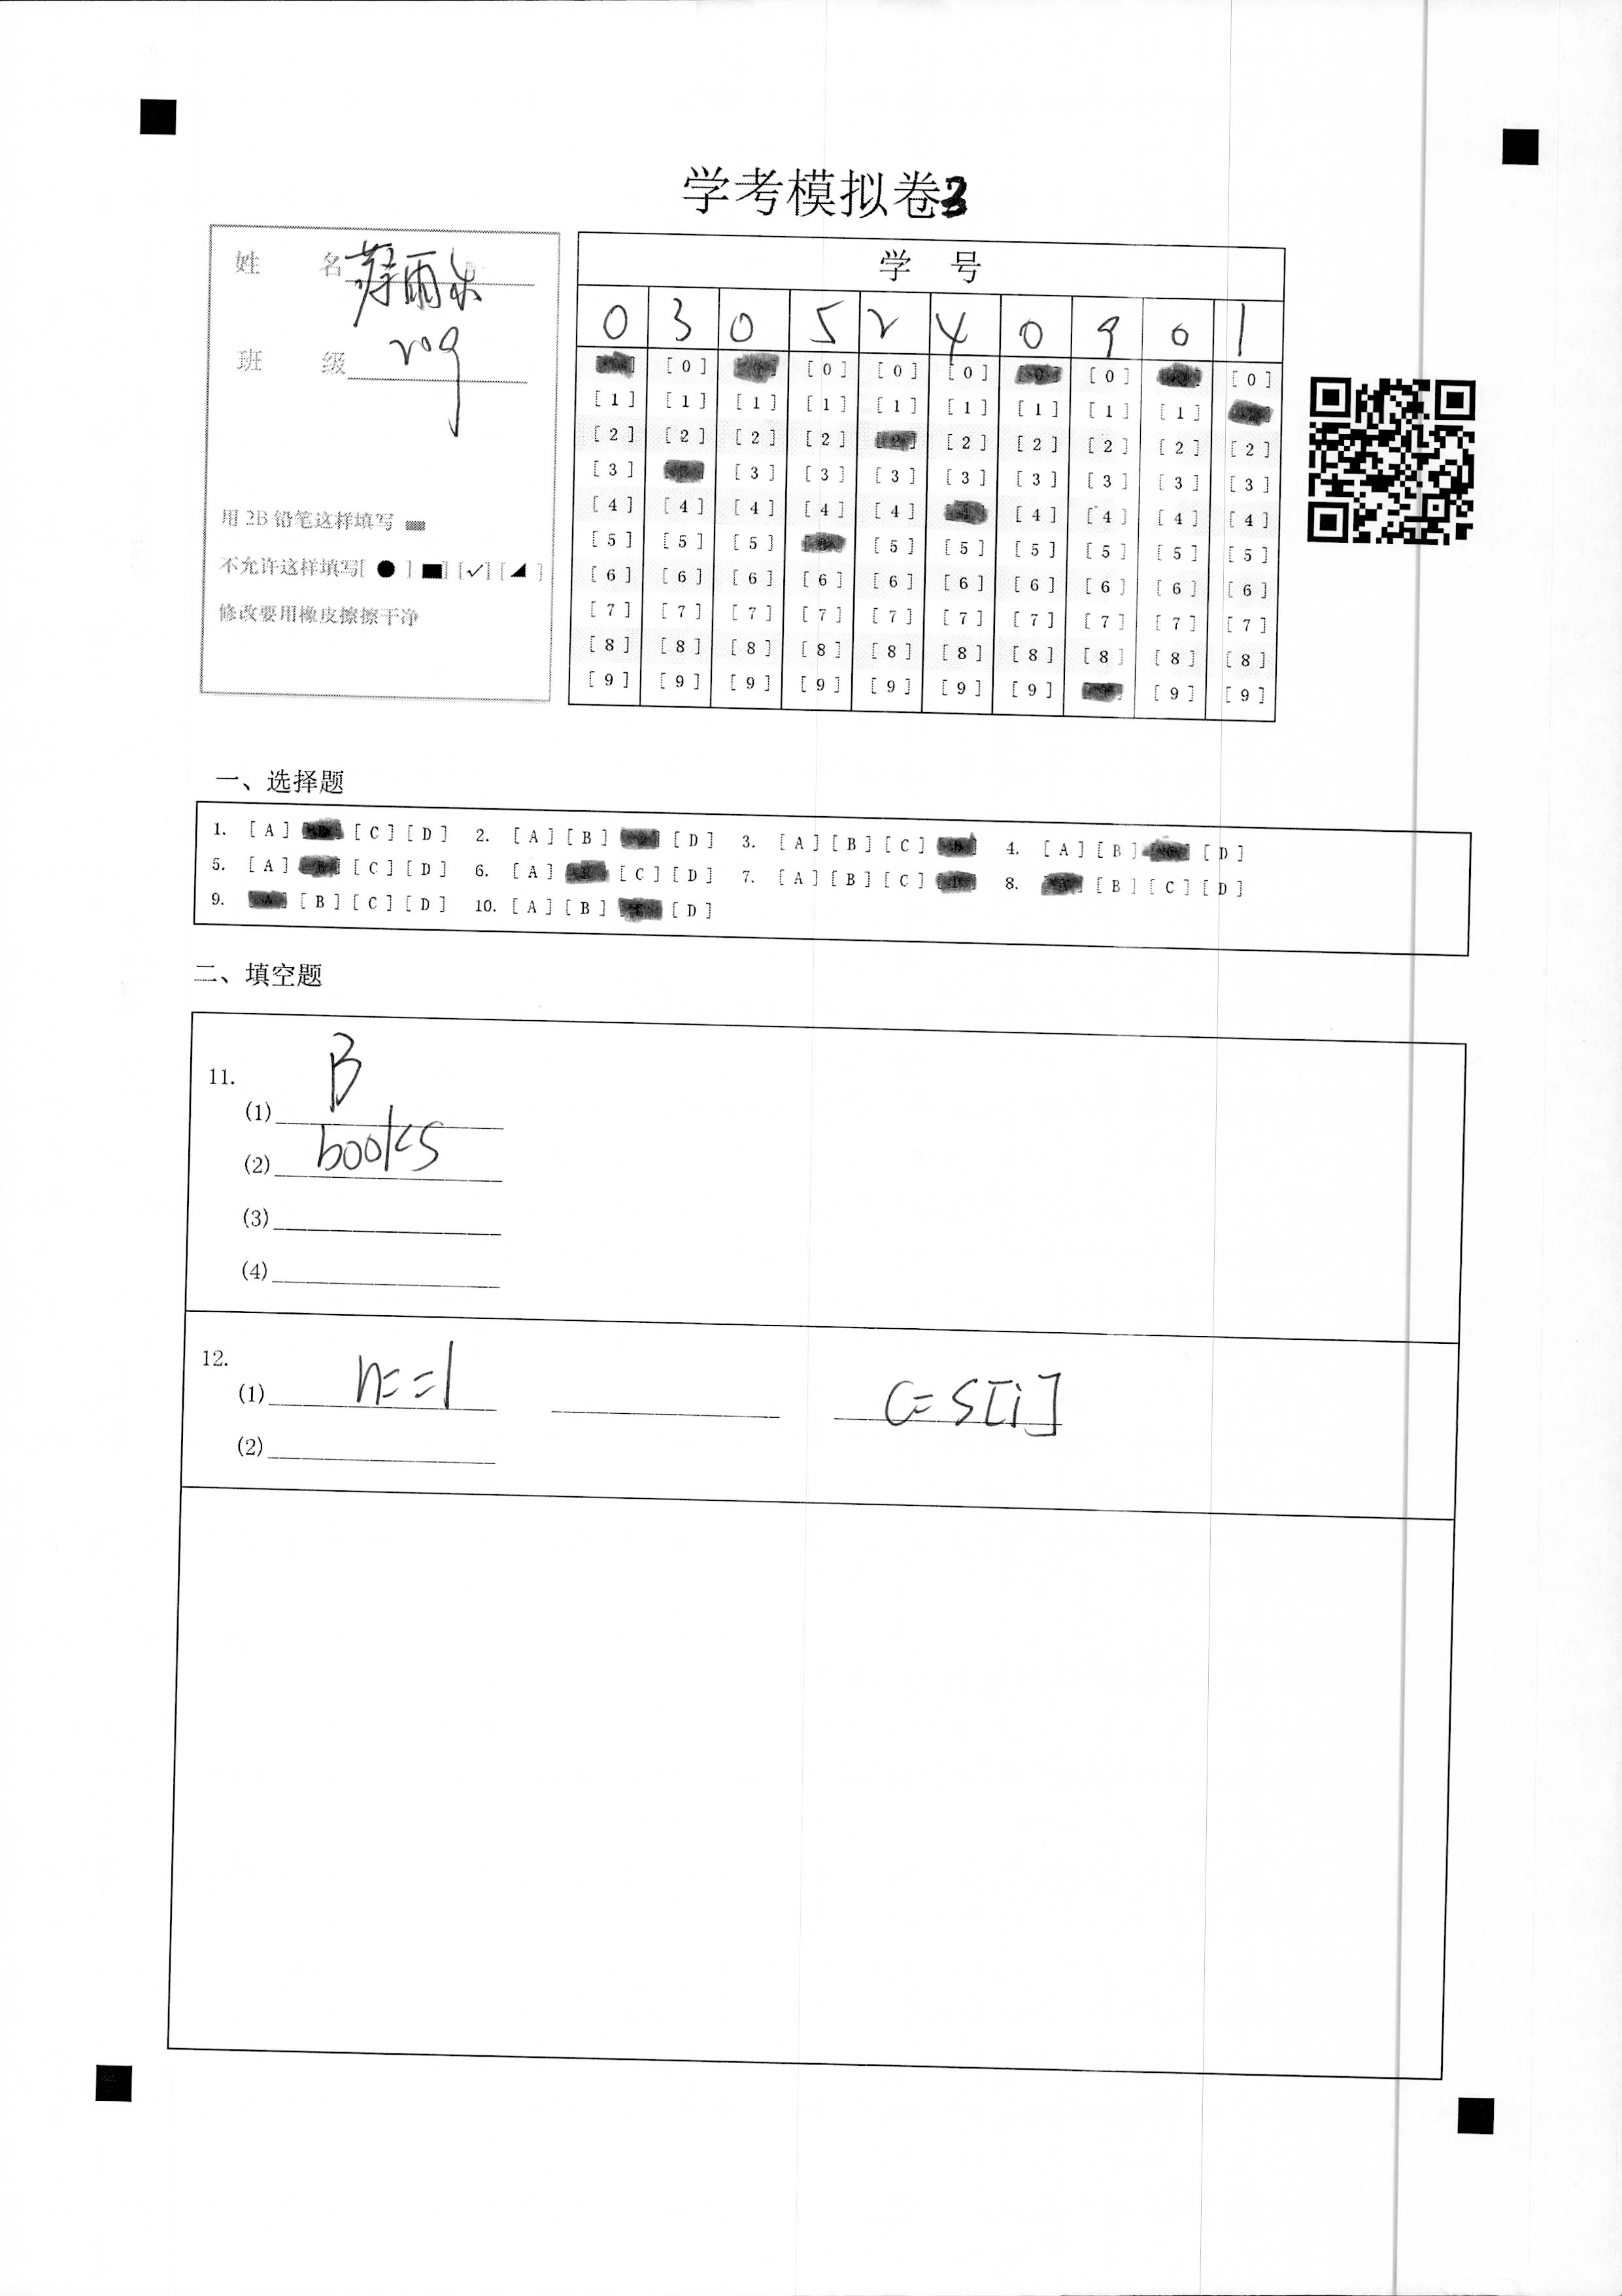 学考模拟卷3
姓 名 雨
班 级 209
用 2B 铅笔这样填写
不允许这样填写[ ● ] [■] [✓] [◢ ]
修改要用橡皮擦擦干净
学 号
0 3 0 5 2 4 0 9 0 1
[0] [0] [0] [0] [0] [0]
[1] [1] [1] [1] [1] [1] [1] [1] [1]
[2] [2] [2] [2] [2] [2] [2] [2] [2] [2]
[3] [3] [3] [3] [3] [3] [3] [3] [3]
[4] [4] [4] [4] [4] [4] [4] [4] [4] [4]
[5] [5] [5] [5] [5] [5] [5] [5] [5]
[6] [6] [6] [6] [6] [6] [6] [6] [6] [6]
[7] [7] [7] [7] [7] [7] [7] [7] [7] [7]
[8] [8] [8] [8] [8] [8] [8] [8] [8] [8]
[9] [9] [9] [9] [9] [9] [9] [9] [9]
一、选择题
1. [A] [C] [D] 2. [A] [B] [D] 3. [A] [B] [C] 4. [A] [B] [D]
5. [A] [C] [D] 6. [A] [C] [D] 7. [A] [B] [C] 8. [B] [C] [D]
9. [B] [C] [D] 10. [A] [B] [D]
二、填空题
11.
(1) B
(2) books
(3)
(4)
12.
(1) n==1 c=s[i]
(2)